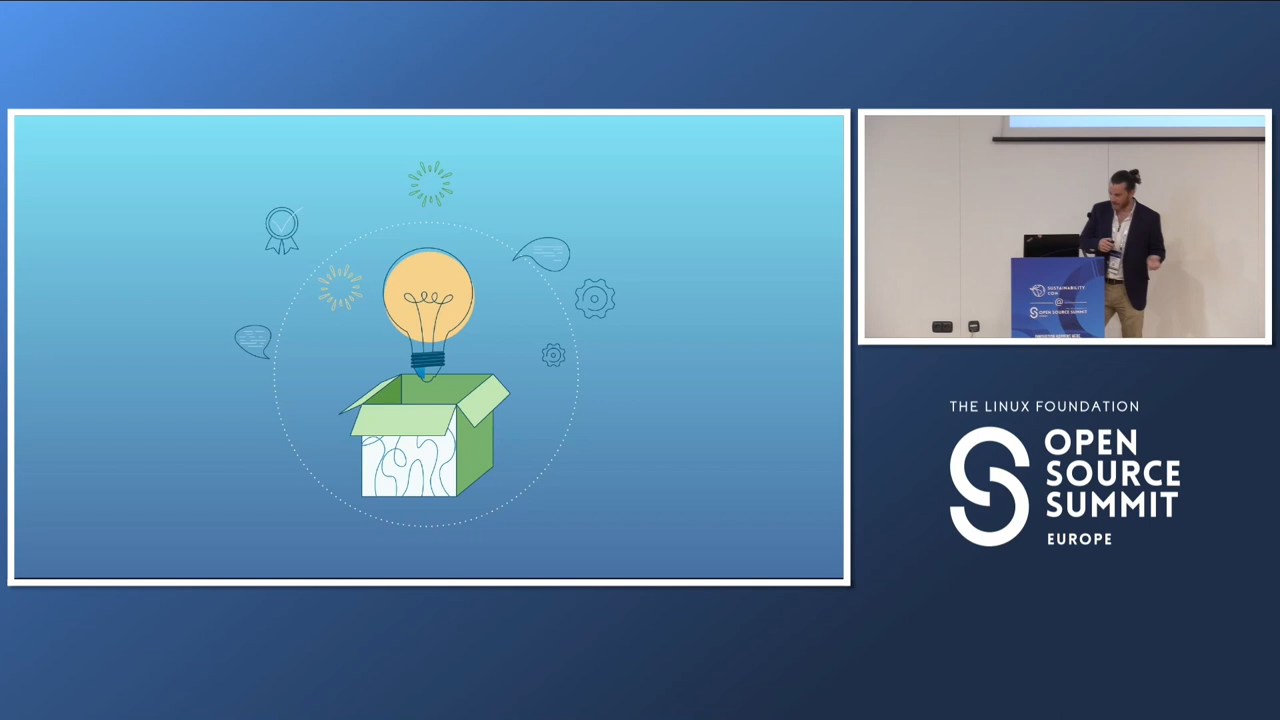 SUSTAINABILITY
CON
@
OPEN SOURCE SUMMIT
THE LINUX FOUNDATION
OPEN
SOURCE
SUMMIT
EUROPE